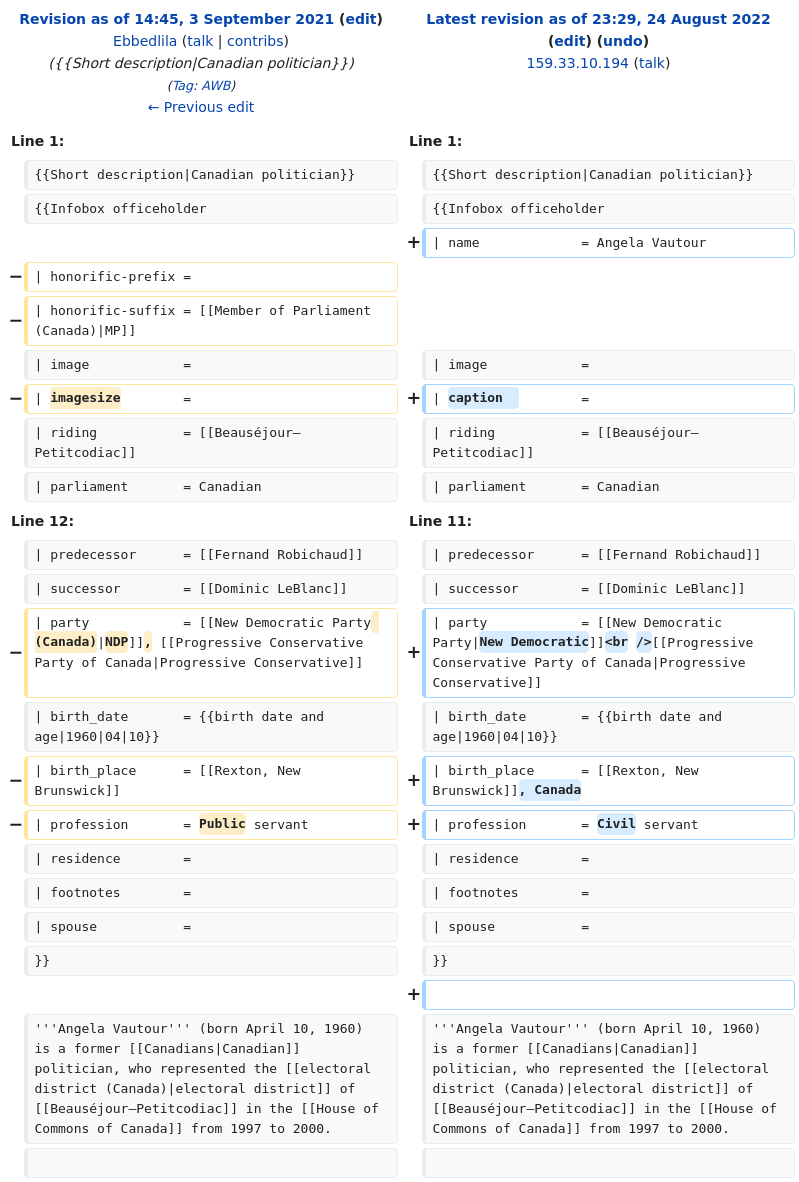 Revision as of 14:45, 3 September 2021 (edit)
Ebbedlila (talk | contribs)
({{Short description|Canadian politician}})
(Tag: AWB)
← Previous edit
Latest revision as of 23:29, 24 August 2022
(edit) (undo)
159.33.10.194 (talk)
Line 1:
Line 1:
{{Short description|Canadian politician}}
{{Short description|Canadian politician}}
{{Infobox officeholder
{{Infobox officeholder
+ | name = Angela Vautour
− | honorific-prefix =
− | honorific-suffix = [[Member of Parliament
(Canada)|MP]]
| image =
| image =
− | imagesize =
+ | caption =
| riding = [[Beauséjour—
Petitcodiac]]
| riding = [[Beauséjour—
Petitcodiac]]
| parliament = Canadian
| parliament = Canadian
Line 12:
Line 11:
| predecessor = [[Fernand Robichaud]]
| predecessor = [[Fernand Robichaud]]
| successor = [[Dominic LeBlanc]]
| successor = [[Dominic LeBlanc]]
− | party = [[New Democratic Party
(Canada)|NDP]], [[Progressive Conservative
Party of Canada|Progressive Conservative]]
+ | party = [[New Democratic
Party|New Democratic]]<br />[[Progressive
Conservative Party of Canada|Progressive
Conservative]]
| birth_date = {{birth date and
age|1960|04|10}}
| birth_date = {{birth date and
age|1960|04|10}}
− | birth_place = [[Rexton, New
Brunswick]]
+ | birth_place = [[Rexton, New
Brunswick]], Canada
− | profession = Public servant
+ | profession = Civil servant
| residence =
| residence =
| footnotes =
| footnotes =
| spouse =
| spouse =
}}
}}
+
'''Angela Vautour''' (born April 10, 1960)
is a former [[Canadians|Canadian]]
politician, who represented the [[electoral
district (Canada)|electoral district]] of
[[Beauséjour—Petitcodiac]] in the [[House of
Commons of Canada]] from 1997 to 2000.
'''Angela Vautour''' (born April 10, 1960)
is a former [[Canadians|Canadian]]
politician, who represented the [[electoral
district (Canada)|electoral district]] of
[[Beauséjour—Petitcodiac]] in the [[House of
Commons of Canada]] from 1997 to 2000.